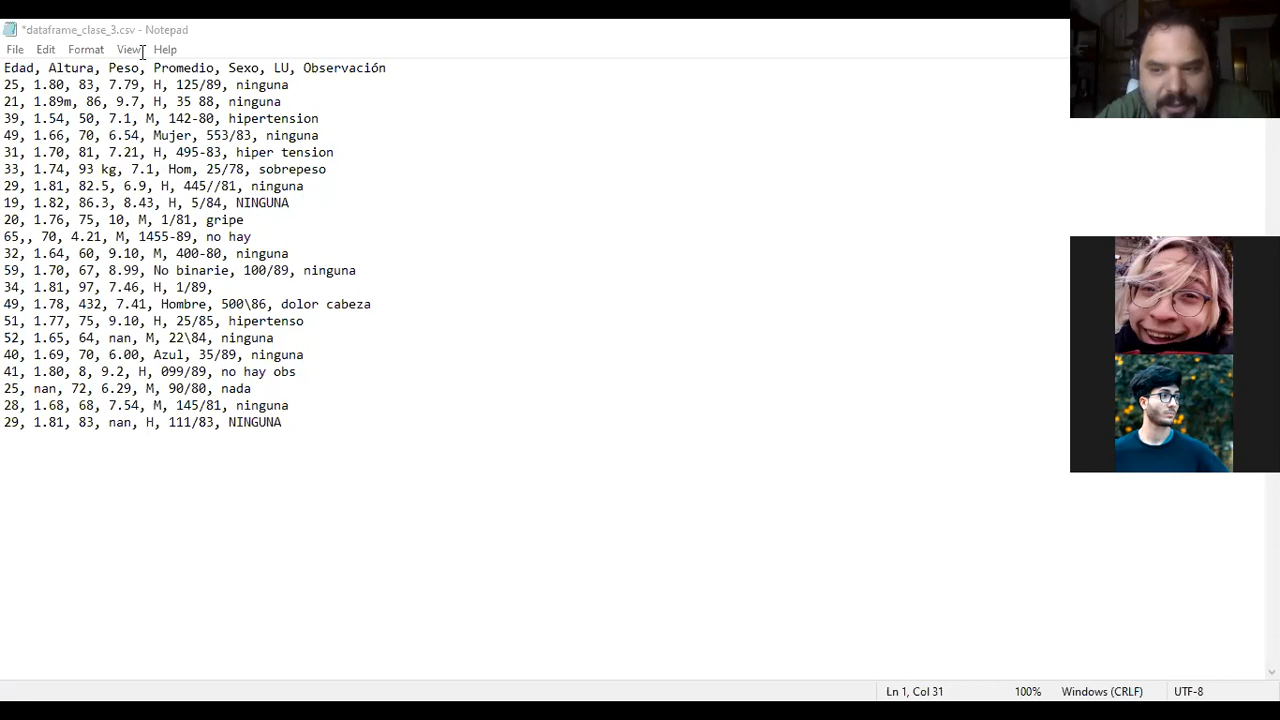 *dataframe_clase_3.csv - Notepad
File Edit Format View Help
Edad, Altura, Peso, Promedio, Sexo, LU, Observación
25, 1.80, 83, 7.79, H, 125/89, ninguna
21, 1.89m, 86, 9.7, H, 35 88, ninguna
39, 1.54, 50, 7.1, M, 142-80, hipertension
49, 1.66, 70, 6.54, Mujer, 553/83, ninguna
31, 1.70, 81, 7.21, H, 495-83, hiper tension
33, 1.74, 93 kg, 7.1, Hom, 25/78, sobrepeso
29, 1.81, 82.5, 6.9, H, 445//81, ninguna
19, 1.82, 86.3, 8.43, H, 5/84, NINGUNA
20, 1.76, 75, 10, M, 1/81, gripe
65,, 70, 4.21, M, 1455-89, no hay
32, 1.64, 60, 9.10, M, 400-80, ninguna
59, 1.70, 67, 8.99, No binarie, 100/89, ninguna
34, 1.81, 97, 7.46, H, 1/89,
49, 1.78, 432, 7.41, Hombre, 500\86, dolor cabeza
51, 1.77, 75, 9.10, H, 25/85, hipertenso
52, 1.65, 64, nan, M, 22\84, ninguna
40, 1.69, 70, 6.00, Azul, 35/89, ninguna
41, 1.80, 8, 9.2, H, 099/89, no hay obs
25, nan, 72, 6.29, M, 90/80, nada
28, 1.68, 68, 7.54, M, 145/81, ninguna
29, 1.81, 83, nan, H, 111/83, NINGUNA
Ln 1, Col 31 100% Windows (CRLF) UTF-8